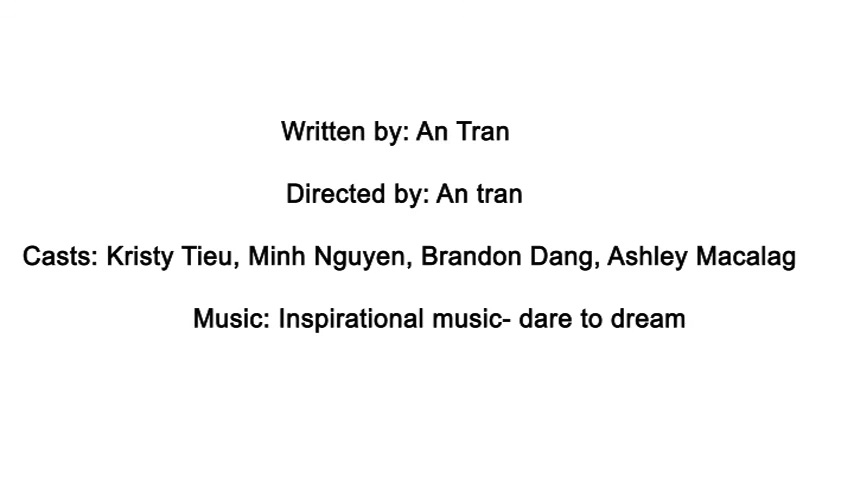 Written by: An Tran
Directed by: An tran
Casts: Kristy Tieu, Minh Nguyen, Brandon Dang, Ashley Macalag
Music: Inspirational music- dare to dream